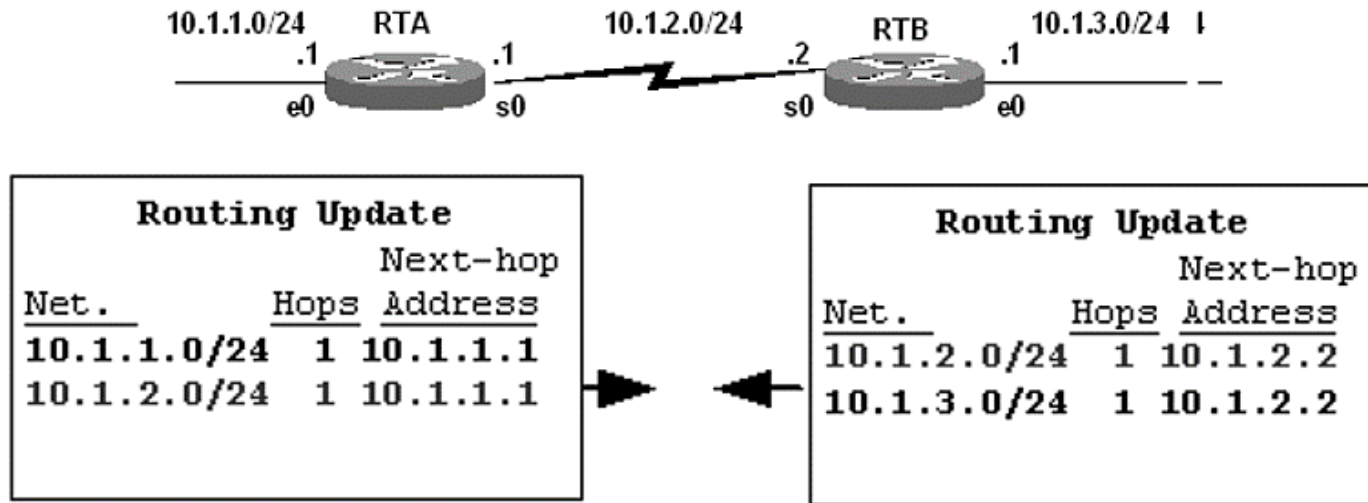 10.1.1.0/24 RTA 10.1.2.0/24 RTB 10.1.3.0/24
.1 .1 .2 .1
e0 s0 s0 e0
Routing Update
Next-hop
Net. Hops Address
10.1.1.0/24 1 10.1.1.1
10.1.2.0/24 1 10.1.1.1
Routing Update
Next-hop
Net. Hops Address
10.1.2.0/24 1 10.1.2.2
10.1.3.0/24 1 10.1.2.2